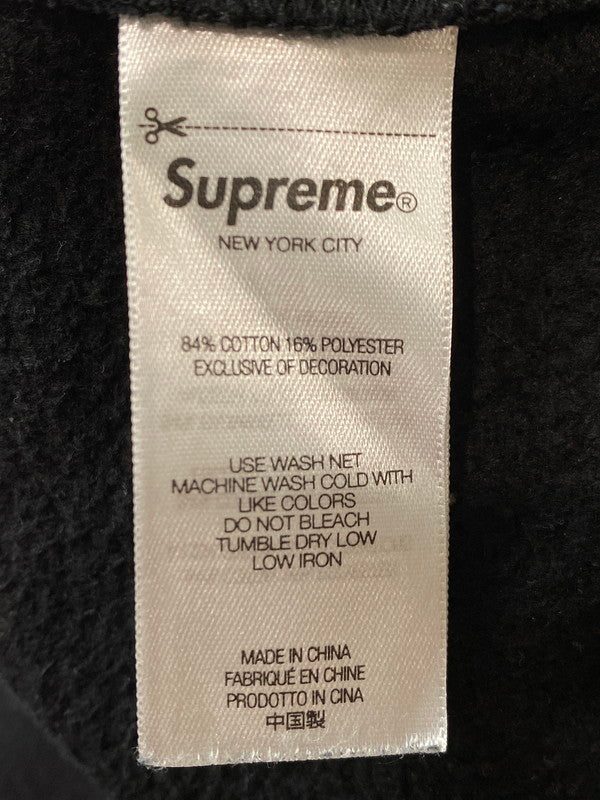 Supreme®
NEW YORK CITY
84% COTTON 16% POLYESTER
EXCLUSIVE OF DECORATION
USE WASH NET
MACHINE WASH COLD WITH
LIKE COLORS
DO NOT BLEACH
TUMBLE DRY LOW
LOW IRON
MADE IN CHINA
FABRIQUÉ EN CHINE
PRODOTTO IN CINA
中国製